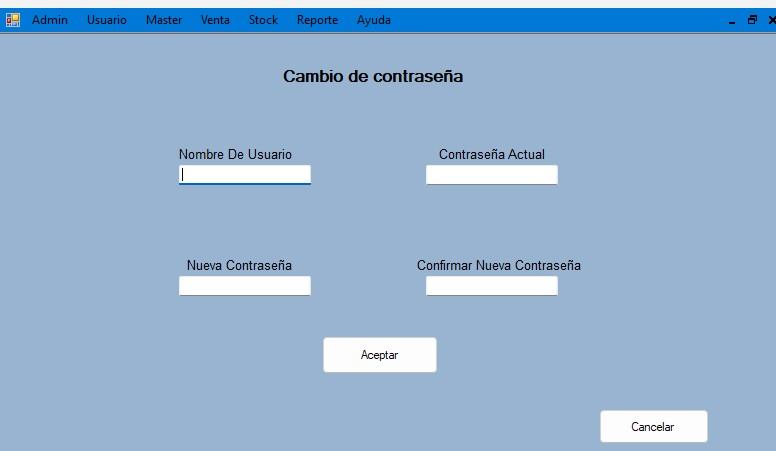 Admin Usuario Master Venta Stock Reporte Ayuda
Cambio de contraseña
Nombre De Usuario Contraseña Actual
Nueva Contraseña Confirmar Nueva Contraseña
Aceptar
Cancelar